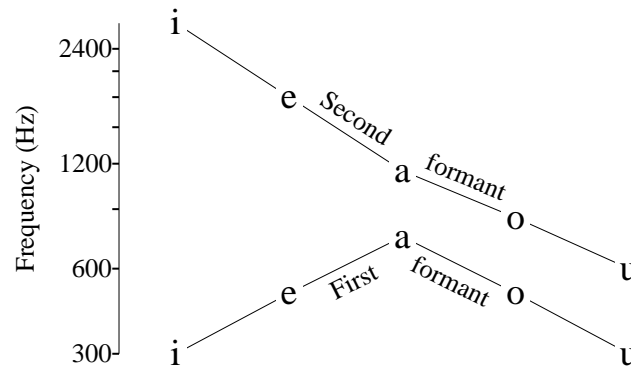 i
2400
e
Second
Frequency (Hz)
1200
a
formant
o
a
600
u
e
First
formant
o
300
i
u